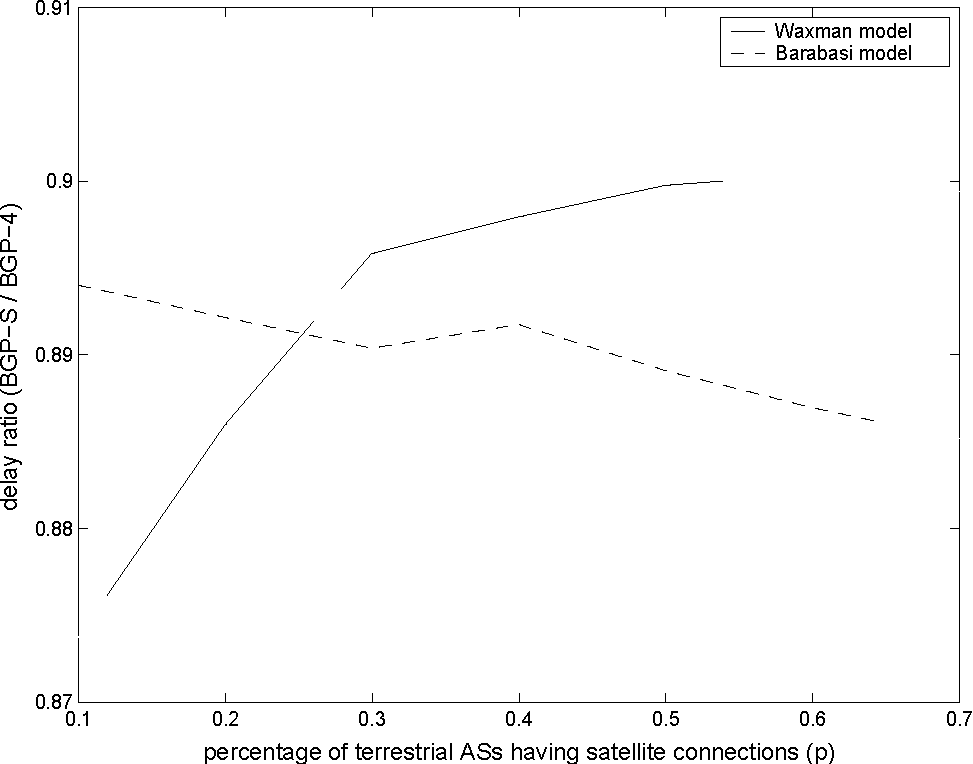 0.91
Waxman model
Barabasi model
0.9
0.89
0.88
0.87
delay ratio (BGP−S / BGP−4)
0.1 0.2 0.3 0.4 0.5 0.6 0.7
percentage of terrestrial ASs having satellite connections (p)